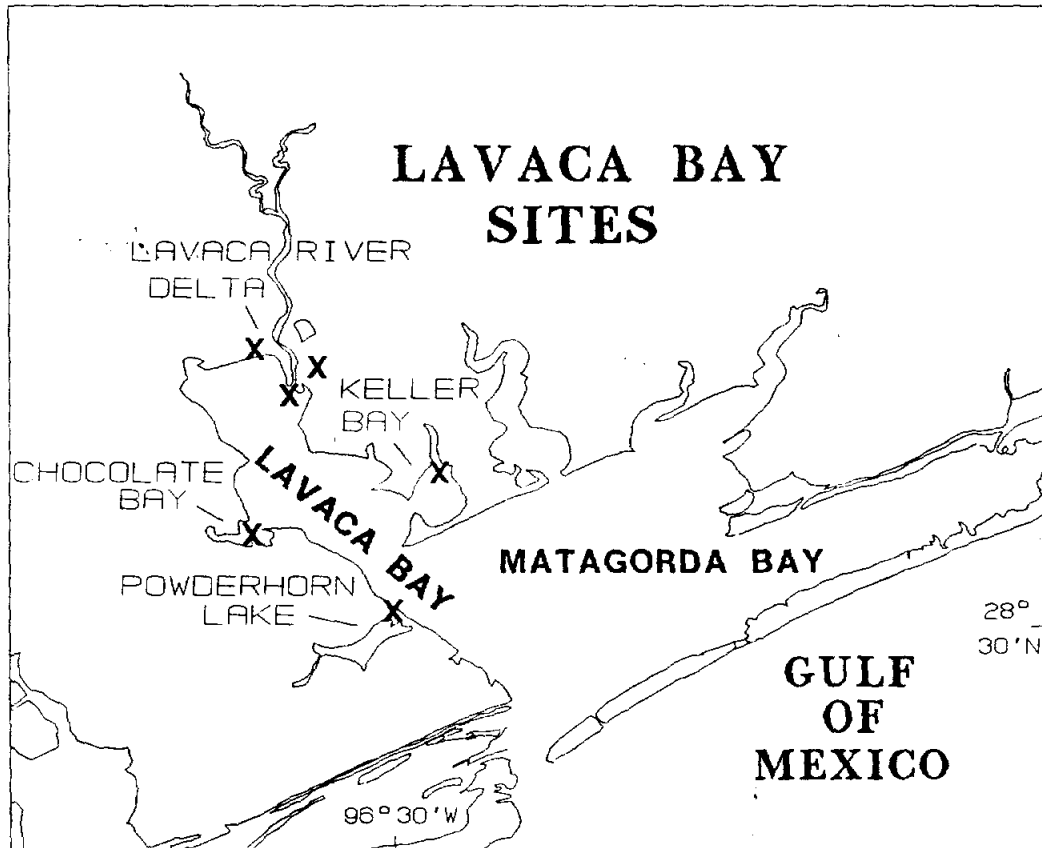 LAVACA BAY
SITES
LAVACA RIVER
DELTA
X
X
X
KELLER
BAY
X
CHOCOLATE
BAY
X
LAVACA BAY
MATAGORDA BAY
POWDERHORN
LAKE
X
28°
30'N
GULF
OF
MEXICO
96°30'W